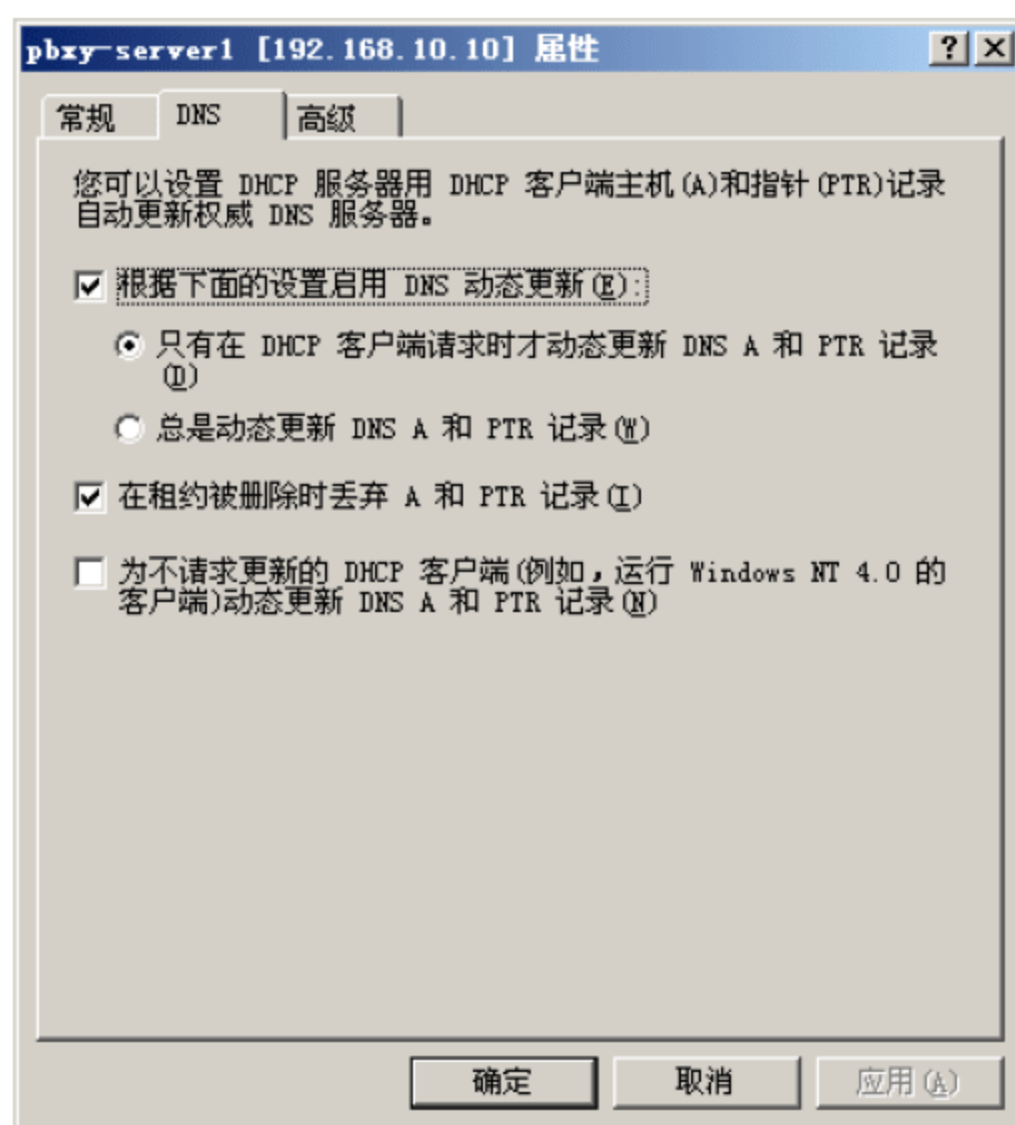 pbxy-server1 [192.168.10.10] 属性
常规 DNS 高级
您可以设置 DHCP 服务器用 DHCP 客户端主机(A)和指针(PTR)记录
自动更新权威 DNS 服务器。
根据下面的设置启用 DNS 动态更新(E):
只有在 DHCP 客户端请求时才动态更新 DNS A 和 PTR 记录
(D)
总是动态更新 DNS A 和 PTR 记录(W)
在租约被删除时丢弃 A 和 PTR 记录(I)
为不请求更新的 DHCP 客户端(例如，运行 Windows NT 4.0 的
客户端)动态更新 DNS A 和 PTR 记录(N)
确定 取消 应用(A)